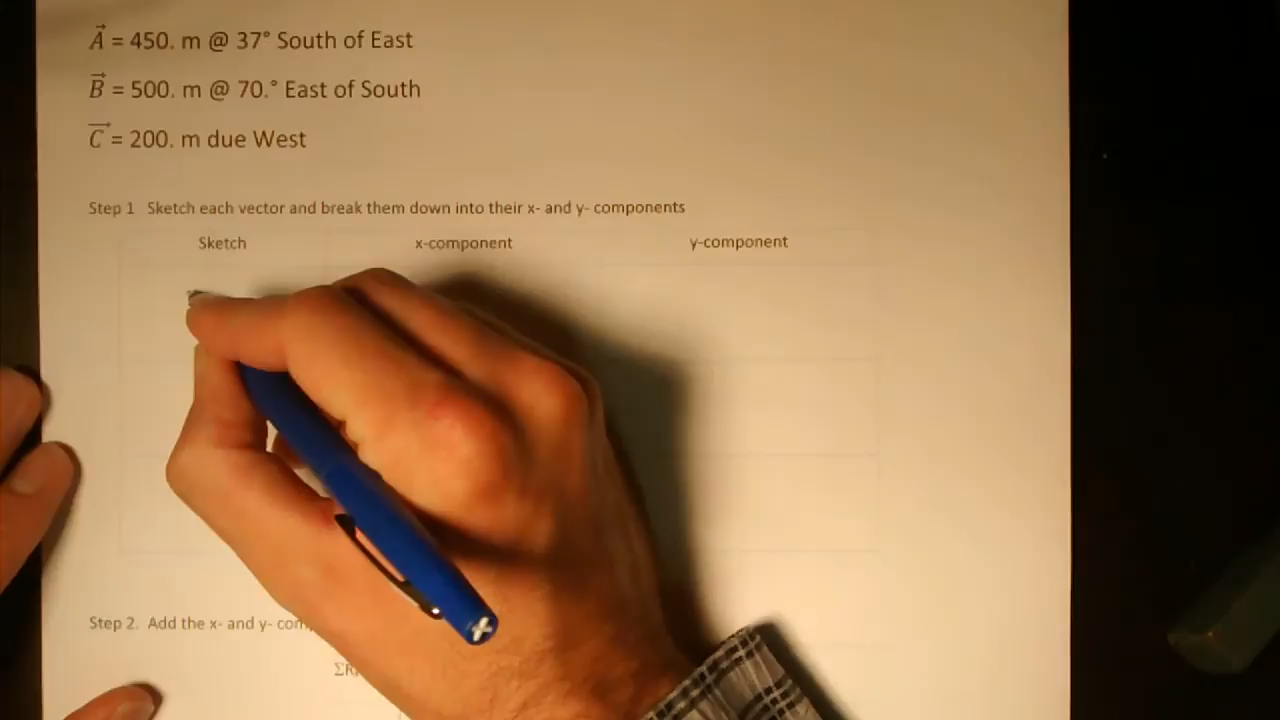 A⃗ = 450. m @ 37° South of East
B⃗ = 500. m @ 70.° East of South
C⃗ = 200. m due West
Step 1 Sketch each vector and break them down into their x- and y- components
Sketch x-component y-component
Step 2. Add the x- and y-